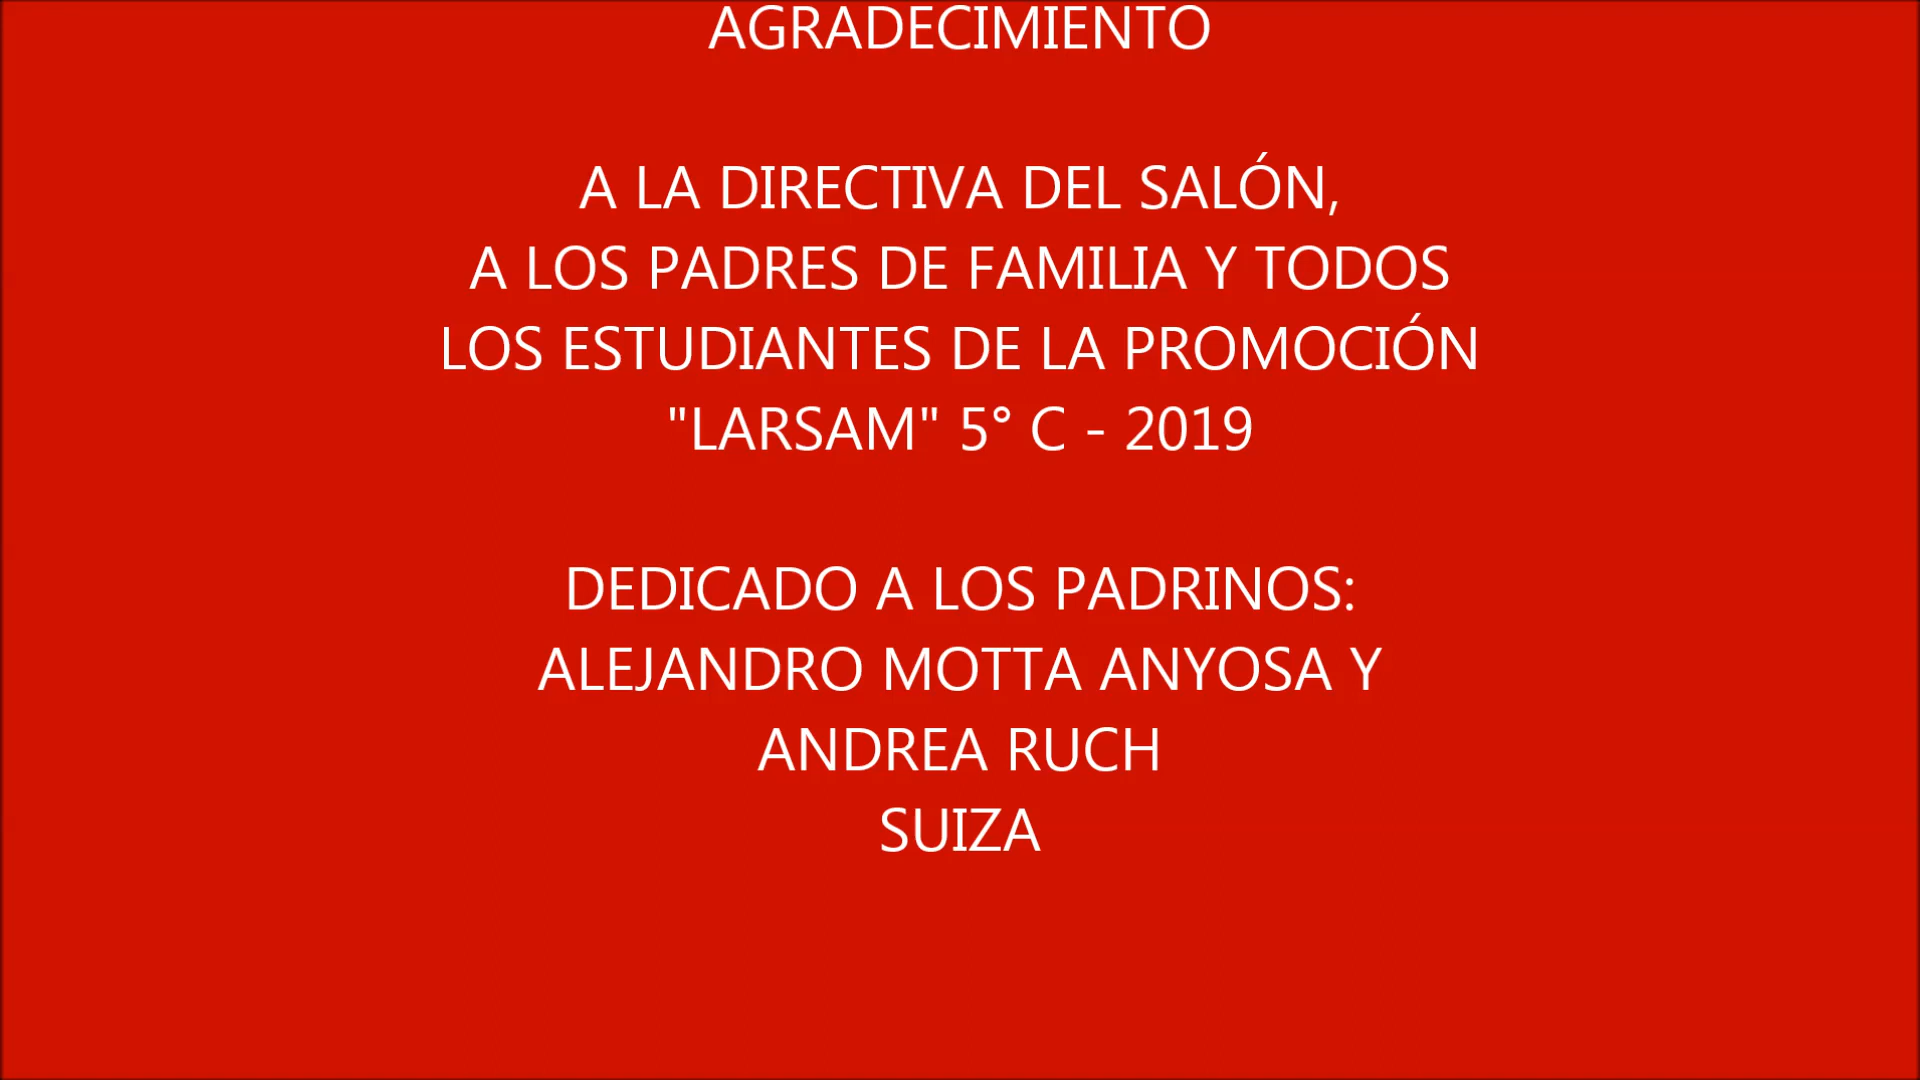 AGRADECIMIENTO
A LA DIRECTIVA DEL SALÓN,
A LOS PADRES DE FAMILIA Y TODOS
LOS ESTUDIANTES DE LA PROMOCIÓN
"LARSAM" 5° C - 2019
DEDICADO A LOS PADRINOS:
ALEJANDRO MOTTA ANYOSA Y
ANDREA RUCH
SUIZA